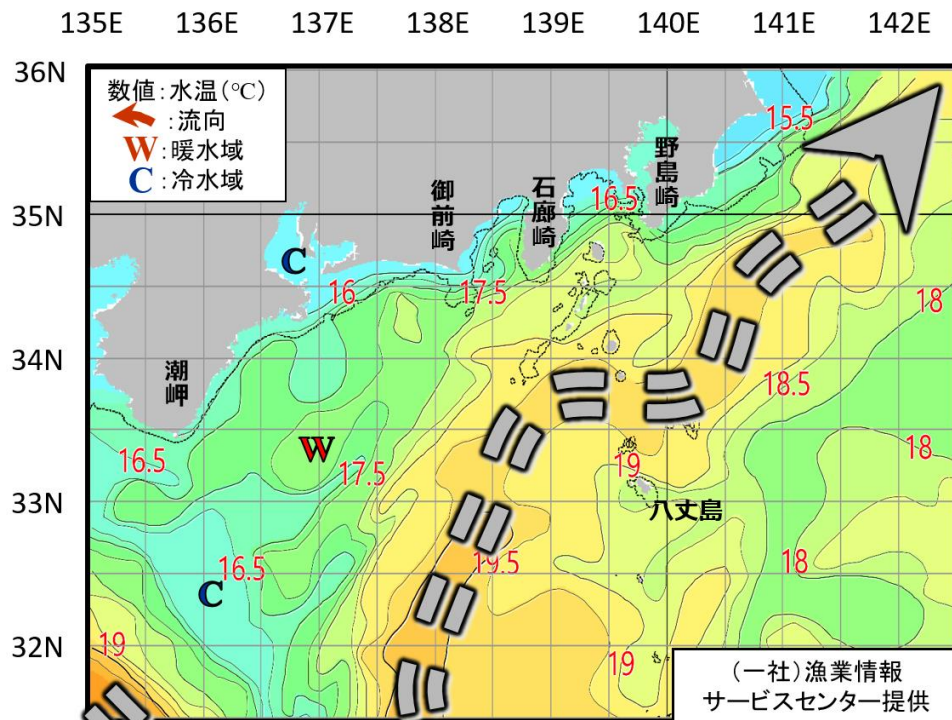 135E 136E 137E 138E 139E 140E 141E 142E
36N
数値：水温(℃)
：流向
W：暖水域
C：冷水域
15.5
野島崎
石廊崎
御前崎
16.5
35N
C
16
17.5
18
34N
潮岬
18.5
W
16.5
17.5
19
18
33N
八丈島
16.5
19.5
18
C
32N
19
19
(一社)漁業情報
サービスセンター提供